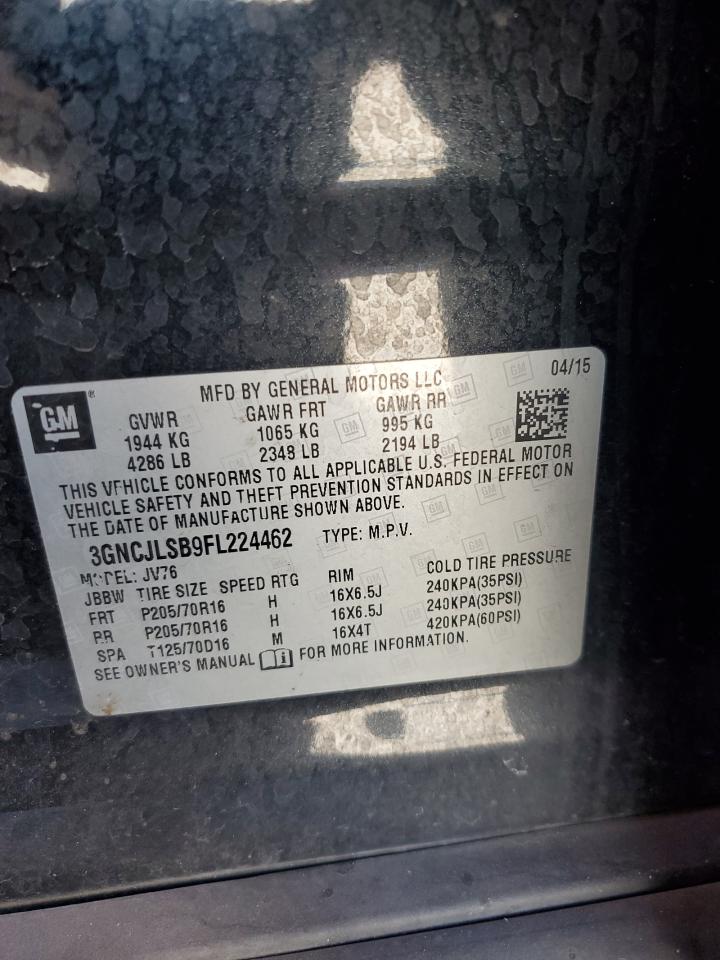 GM ®
MFD BY GENERAL MOTORS LLC 04/15
GVWR GAWR FRT GAWR RR
1944 KG 1065 KG 995 KG
4286 LB 2348 LB 2194 LB
THIS VEHICLE CONFORMS TO ALL APPLICABLE U.S. FEDERAL MOTOR
VEHICLE SAFETY AND THEFT PREVENTION STANDARDS IN EFFECT ON
THE DATE OF MANUFACTURE SHOWN ABOVE.
3GNCJLSB9FL224462 TYPE: M.P.V.
MODEL: JV76
JBBW TIRE SIZE SPEED RTG RIM COLD TIRE PRESSURE
FRT P205/70R16 H 16X6.5J 240KPA(35PSI)
RR P205/70R16 H 16X6.5J 240KPA(35PSI)
SPA T125/70D16 M 16X4T 420KPA(60PSI)
SEE OWNER'S MANUAL FOR MORE INFORMATION.